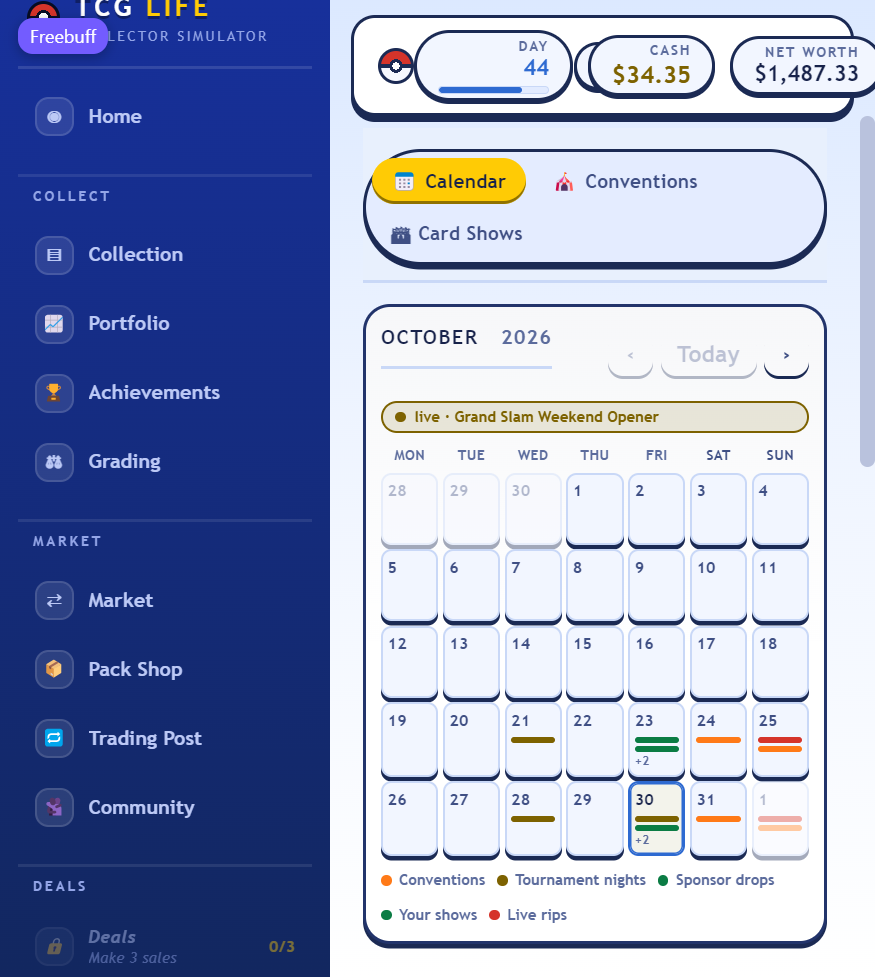 TCG LIFE
Freebuff
LECTOR SIMULATOR
Home
COLLECT
Collection
Portfolio
Achievements
Grading
MARKET
Market
Pack Shop
Trading Post
Community
DEALS
Deals
Make 3 sales
0/3
DAY
44
CASH
$34.35
NET WORTH
$1,487.33
Calendar
Conventions
Card Shows
OCTOBER 2026
‹ Today ›
live · Grand Slam Weekend Opener
MON TUE WED THU FRI SAT SUN
28 29 30 1 2 3 4
5 6 7 8 9 10 11
12 13 14 15 16 17 18
19 20 21 22 23 24 25
+2
26 27 28 29 30 31 1
+2
Conventions Tournament nights Sponsor drops
Your shows Live rips